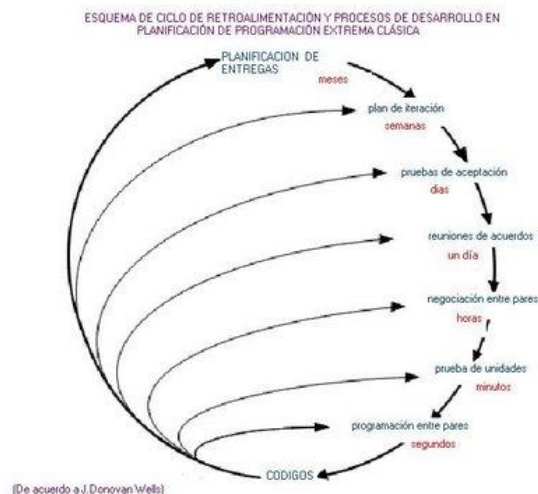 ESQUEMA DE CICLO DE RETROALIMENTACIÓN Y PROCESOS DE DESARROLLO EN
PLANIFICACIÓN DE PROGRAMACIÓN EXTREMA CLÁSICA
PLANIFICACION DE
ENTREGAS
meses
plan de iteración
semanas
pruebas de aceptación
dias
reuniones de acuerdos
un día
negociación entre pares
horas
prueba de unidades
minutos
programación entre pares
segundos
CODIGOS
(De acuerdo a J.Donovan Wells)